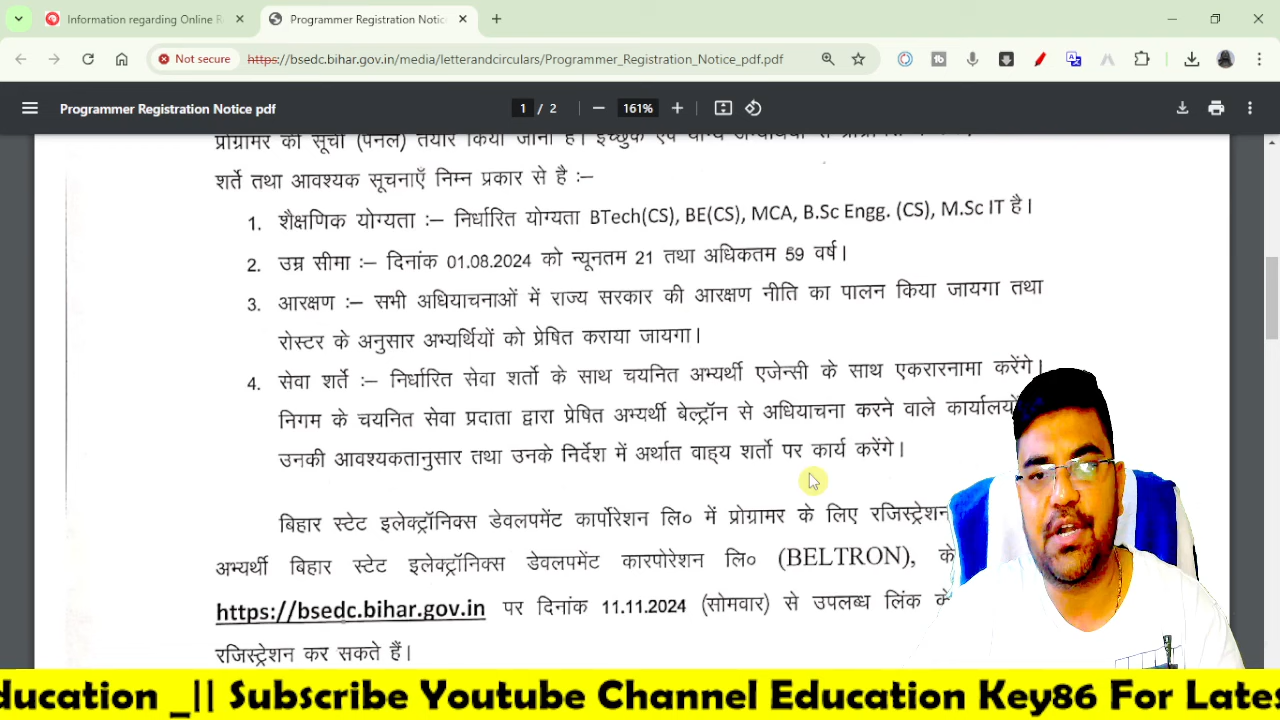 Information regarding Online R
Programmer Registration Notic
Not secure
https://bsedc.bihar.gov.in/media/letterandcirculars/Programmer_Registration_Notice_pdf.pdf
Programmer Registration Notice pdf
1 / 2
161%
प्रोग्रामर की सूची (पैनल) तैयार किया जाना है। इच्छुक एवं योग्य
शर्ते तथा आवश्यक सूचनाएँ निम्न प्रकार से है :–
1. शैक्षणिक योग्यता :– निर्धारित योग्यता BTech(CS), BE(CS), MCA, B.Sc Engg. (CS), M.Sc IT है।
2. उम्र सीमा :– दिनांक 01.08.2024 को न्यूनतम 21 तथा अधिकतम 59 वर्ष।
3. आरक्षण :– सभी अधियाचनाओं में राज्य सरकार की आरक्षण नीति का पालन किया जायगा तथा
रोस्टर के अनुसार अभ्यर्थियों को प्रेषित कराया जायगा।
4. सेवा शर्ते :– निर्धारित सेवा शर्तो के साथ चयनित अभ्यर्थी एजेन्सी के साथ एकरारनामा करेंगे।
निगम के चयनित सेवा प्रदाता द्वारा प्रेषित अभ्यर्थी बेल्ट्रॉन से अधियाचना करने वाले कार्यालयों
उनकी आवश्यकतानुसार तथा उनके निर्देश में अर्थात वाह्य शर्तो पर कार्य करेंगे।
बिहार स्टेट इलेक्ट्रॉनिक्स डेवलपमेंट कार्पोरेशन लि० में प्रोग्रामर के लिए रजिस्ट्रेशन
अभ्यर्थी बिहार स्टेट इलेक्ट्रॉनिक्स डेवलपमेंट कारपोरेशन लि० (BELTRON), के
https://bsedc.bihar.gov.in पर दिनांक 11.11.2024 (सोमवार) से उपलब्ध लिंक के
रजिस्ट्रेशन कर सकते हैं।
ducation _|| Subscribe Youtube Channel Education Key86 For Lates